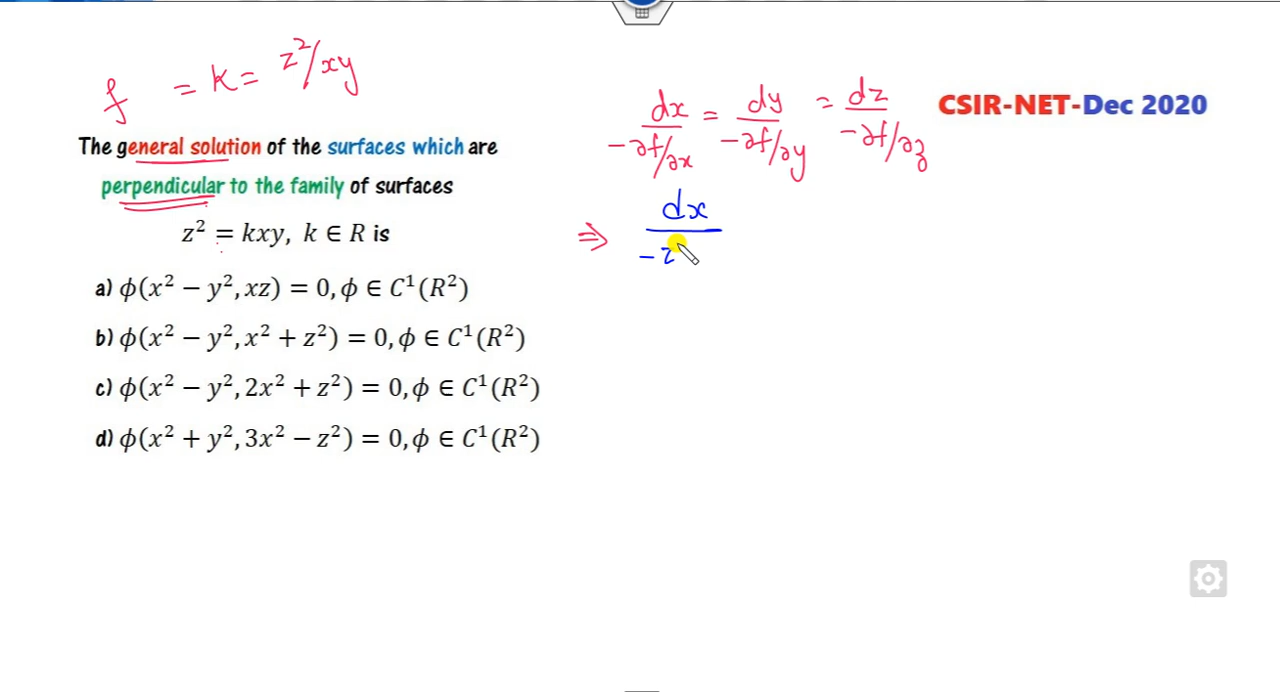 f = k = z²/xy
dx/-∂f/∂x = dy/-∂f/∂y = dz/-∂f/∂z
CSIR-NET-Dec 2020
The general solution of the surfaces which are
perpendicular to the family of surfaces
z² = kxy, k ∈ R is
⇒ dx/-z
a) ϕ(x² − y², xz) = 0, ϕ ∈ C¹(R²)
b) ϕ(x² − y², x² + z²) = 0, ϕ ∈ C¹(R²)
c) ϕ(x² − y², 2x² + z²) = 0, ϕ ∈ C¹(R²)
d) ϕ(x² + y², 3x² − z²) = 0, ϕ ∈ C¹(R²)